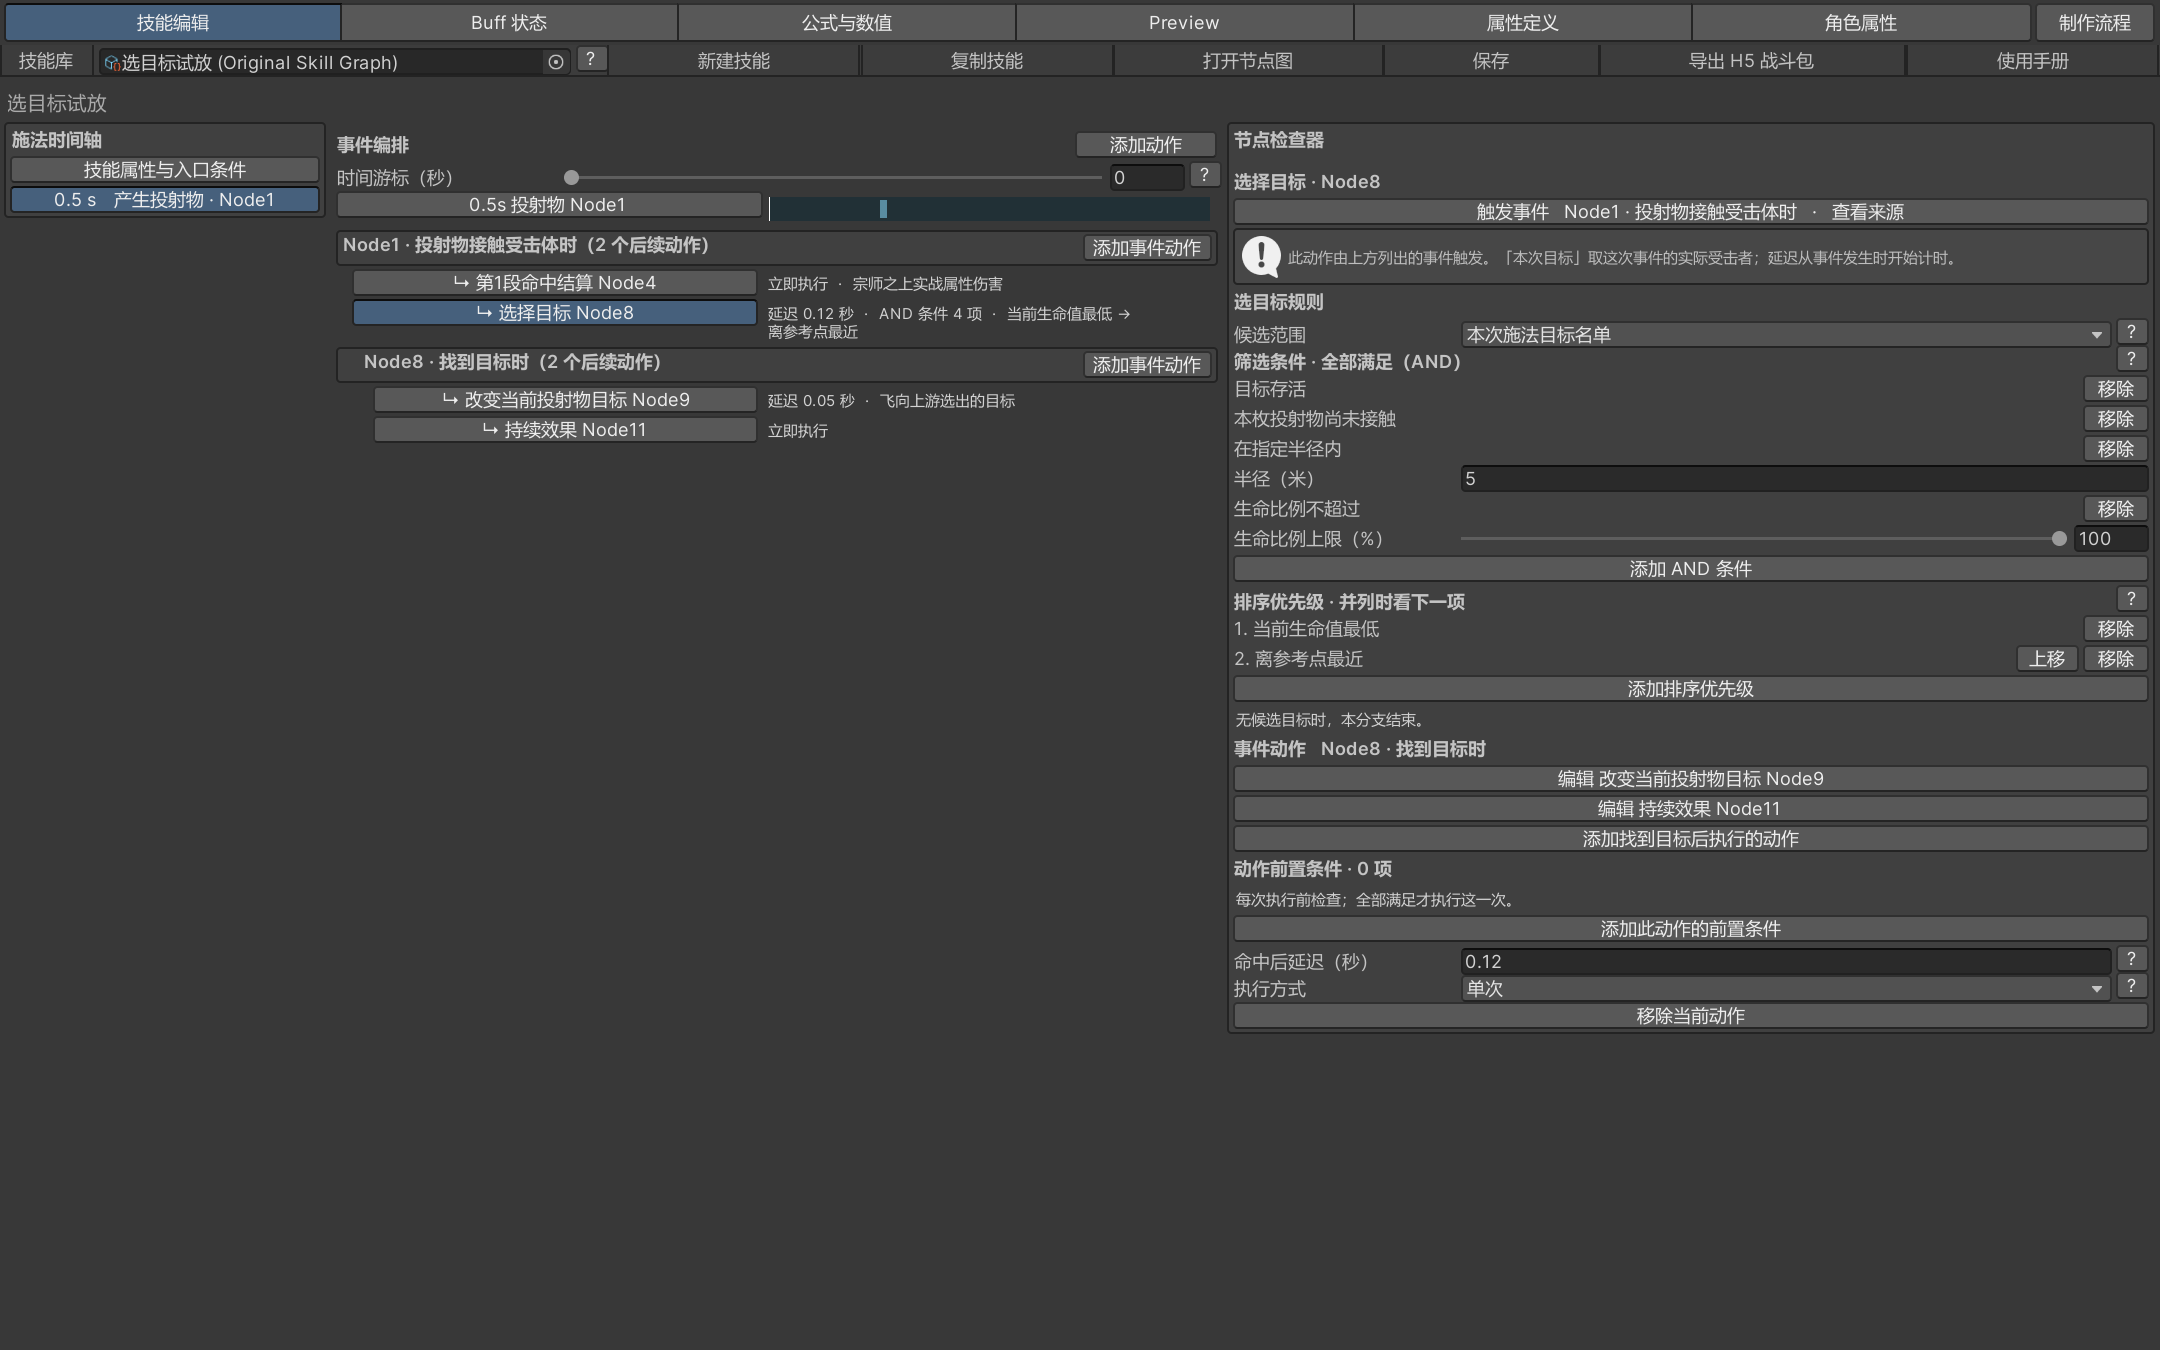 技能编辑 Buff 状态 公式与数值 Preview 属性定义 角色属性 制作流程
技能库 选目标试放 (Original Skill Graph) ? 新建技能 复制技能 打开节点图 保存 导出 H5 战斗包 使用手册
选目标试放
施法时间轴
技能属性与入口条件
0.5 s 产生投射物 · Node1
事件编排 添加动作
时间游标（秒） 0 ?
0.5s 投射物 Node1
Node1 · 投射物接触受击体时（2 个后续动作） 添加事件动作
↳ 第1段命中结算 Node4 立即执行 · 宗师之上实战属性伤害
↳ 选择目标 Node8 延迟 0.12 秒 · AND 条件 4 项 · 当前生命值最低 →
离参考点最近
Node8 · 找到目标时（2 个后续动作） 添加事件动作
↳ 改变当前投射物目标 Node9 延迟 0.05 秒 · 飞向上游选出的目标
↳ 持续效果 Node11 立即执行
节点检查器
选择目标 · Node8
触发事件 Node1 · 投射物接触受击体时 · 查看来源
此动作由上方列出的事件触发。「本次目标」取这次事件的实际受击者；延迟从事件发生时开始计时。
选目标规则
候选范围 本次施法目标名单 ?
筛选条件 · 全部满足（AND） ?
目标存活 移除
本枚投射物尚未接触 移除
在指定半径内 移除
半径（米） 5
生命比例不超过 移除
生命比例上限（%） 100
添加 AND 条件
排序优先级 · 并列时看下一项 ?
1. 当前生命值最低 移除
2. 离参考点最近 上移 移除
添加排序优先级
无候选目标时，本分支结束。
事件动作 Node8 · 找到目标时
编辑 改变当前投射物目标 Node9
编辑 持续效果 Node11
添加找到目标后执行的动作
动作前置条件 · 0 项
每次执行前检查；全部满足才执行这一次。
添加此动作的前置条件
命中后延迟（秒） 0.12 ?
执行方式 单次 ?
移除当前动作